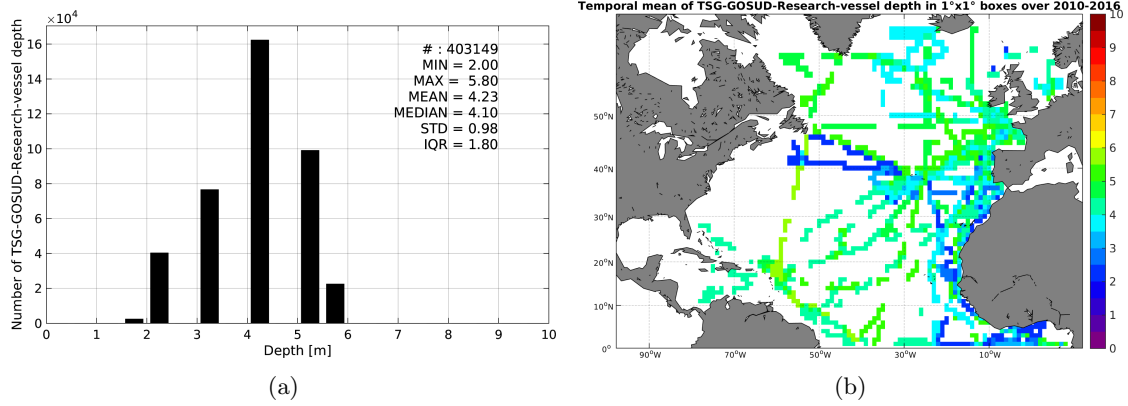 ×10⁴
Number of TSG-GOSUD-Research-vessel depth
16
14
12
10
8
6
4
2
0
# : 403149
MIN = 2.00
MAX = 5.80
MEAN = 4.23
MEDIAN = 4.10
STD = 0.98
IQR = 1.80
0 1 2 3 4 5 6 7 8 9 10
Depth [m]
(a)
Temporal mean of TSG-GOSUD-Research-vessel depth in 1°x1° boxes over 2010-2016
50°N
40°N
30°N
20°N
10°N
0°
90°W 70°W 50°W 30°W 10°W
10
9
8
7
6
5
4
3
2
1
0
(b)